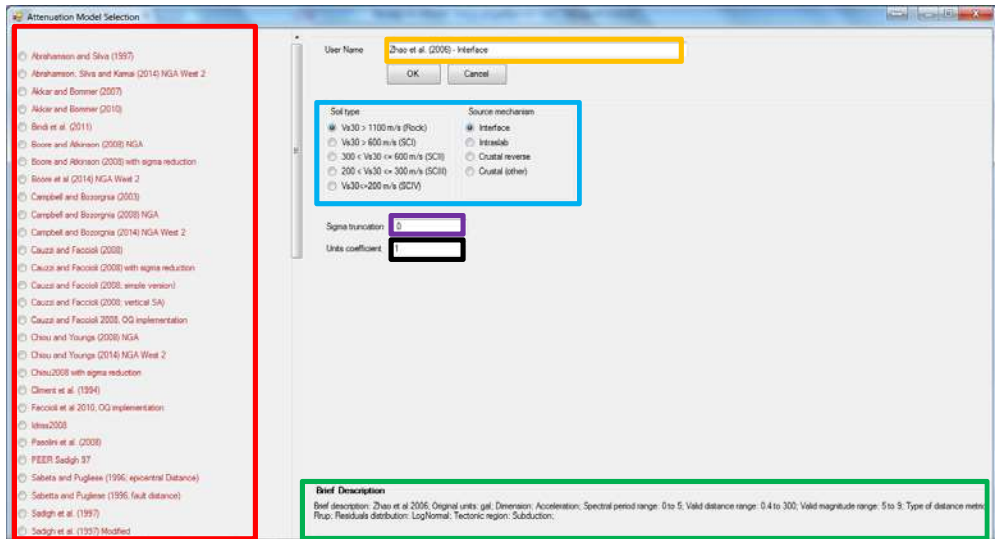 Attenuation Model Selection
Abrahamson and Silva (1997)
Abrahamson, Silva and Kamai (2014) NGA West 2
Akkar and Bommer (2007)
Akkar and Bommer (2010)
Bindi et al. (2011)
Boore and Atkinson (2008) NGA
Boore and Atkinson (2008) with sigma reduction
Boore et al (2014) NGA West 2
Campbell and Bozorgnia (2003)
Campbell and Bozorgnia (2008) NGA
Campbell and Bozorgnia (2014) NGA West 2
Cauzzi and Faccioli (2008)
Cauzzi and Faccioli (2008) with sigma reduction
Cauzzi and Faccioli (2008, simple version)
Cauzzi and Faccioli (2008; vertical SA)
Cauzzi and Faccioli 2008, OG implementation
Chiou and Youngs (2008) NGA
Chiou and Youngs (2014) NGA West 2
Chiou2008 with sigma reduction
Climent et al. (1994)
Faccioli et al 2010, OG implementation
Idriss2008
Pasolini et al. (2008)
PEER Sadigh 97
Sabeta and Pugliese (1996; epicentral Distance)
Sabetta and Pugliese (1996, fault distance)
Sadigh et al. (1997)
Sadigh et al. (1997) Modified
User Name
Zhao et al. (2006) - Interface
OK Cancel
Soil type
Vs30 > 1100 m/s (Rock)
Vs30 > 600 m/s (SCI)
300 < Vs30 <= 600 m/s (SCII)
200 < Vs30 <= 300 m/s (SCIII)
Vs30<=200 m/s (SCIV)
Source mechanism
Interface
Intraslab
Crustal reverse
Crustal (other)
Sigma truncation 0
Units coefficient 1
Brief Description
Brief description: Zhao et al 2006; Original units: gal; Dimension: Acceleration; Spectral period range: 0 to 5; Valid distance range: 0.4 to 300; Valid magnitude range: 5 to 9; Type of distance metric
Rrup; Residuals distribution: LogNormal; Tectonic region: Subduction;